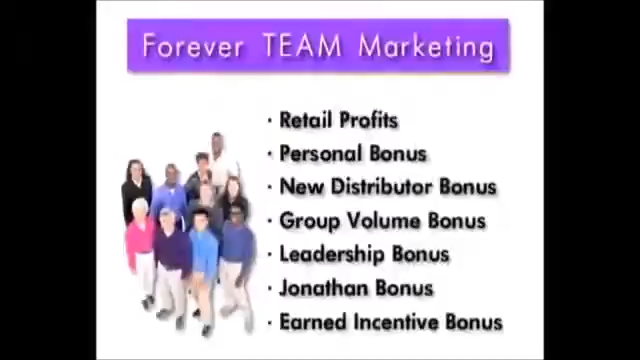 Forever TEAM Marketing
· Retail Profits
· Personal Bonus
· New Distributor Bonus
· Group Volume Bonus
· Leadership Bonus
· Jonathan Bonus
· Earned Incentive Bonus